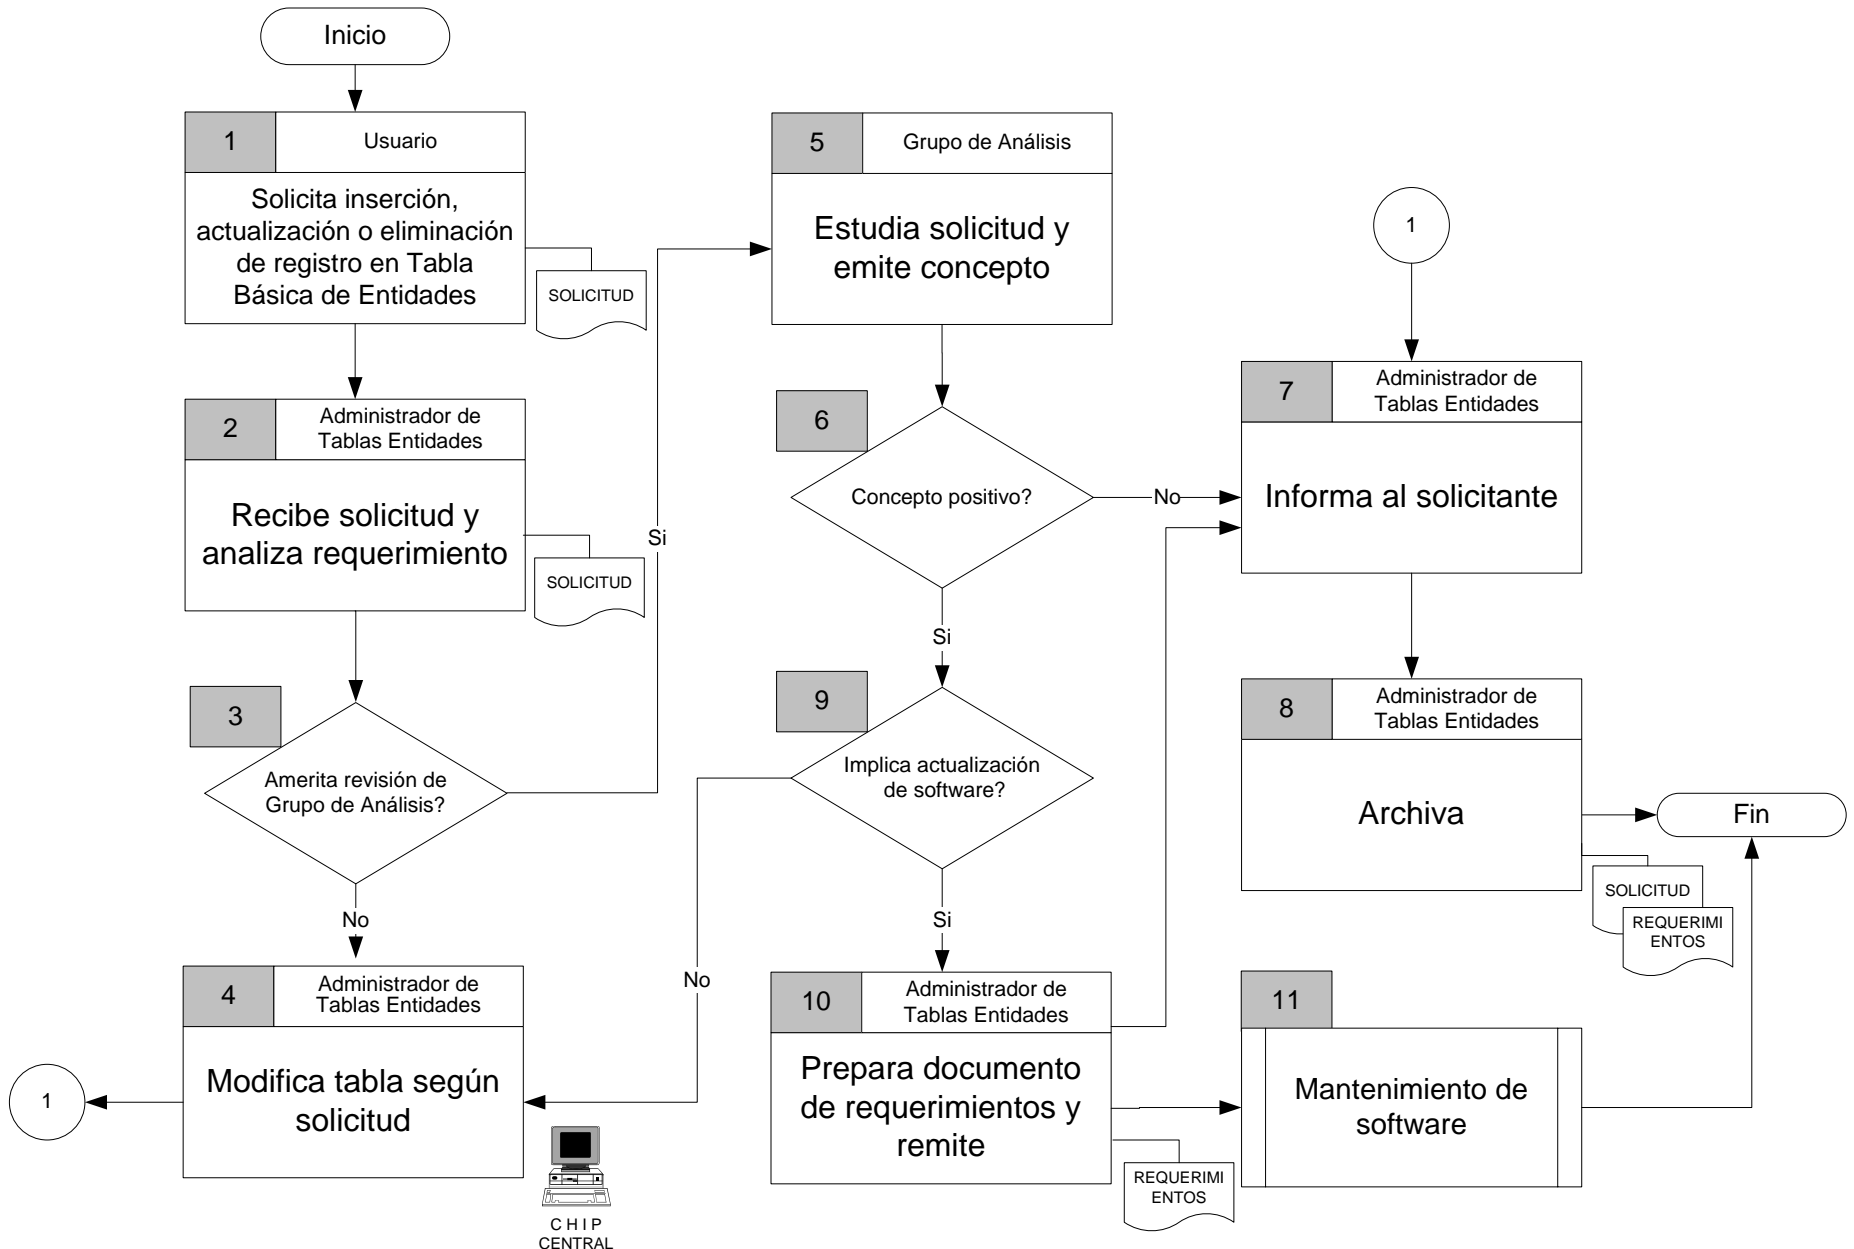 Inicio
1
Usuario
Solicita inserción,
actualización o eliminación
de registro en Tabla
Básica de Entidades
SOLICITUD
2
Administrador de
Tablas Entidades
Recibe solicitud y
analiza requerimiento
SOLICITUD
3
Amerita revisión de
Grupo de Análisis?
Si
No
4
Administrador de
Tablas Entidades
Modifica tabla según
solicitud
1
C H I P
CENTRAL
5
Grupo de Análisis
Estudia solicitud y
emite concepto
6
Concepto positivo?
No
Si
9
Implica actualización
de software?
No
Si
10
Administrador de
Tablas Entidades
Prepara documento
de requerimientos y
remite
REQUERIMI
ENTOS
1
7
Administrador de
Tablas Entidades
Informa al solicitante
8
Administrador de
Tablas Entidades
Archiva
SOLICITUD
REQUERIMI
ENTOS
Fin
11
Mantenimiento de
software